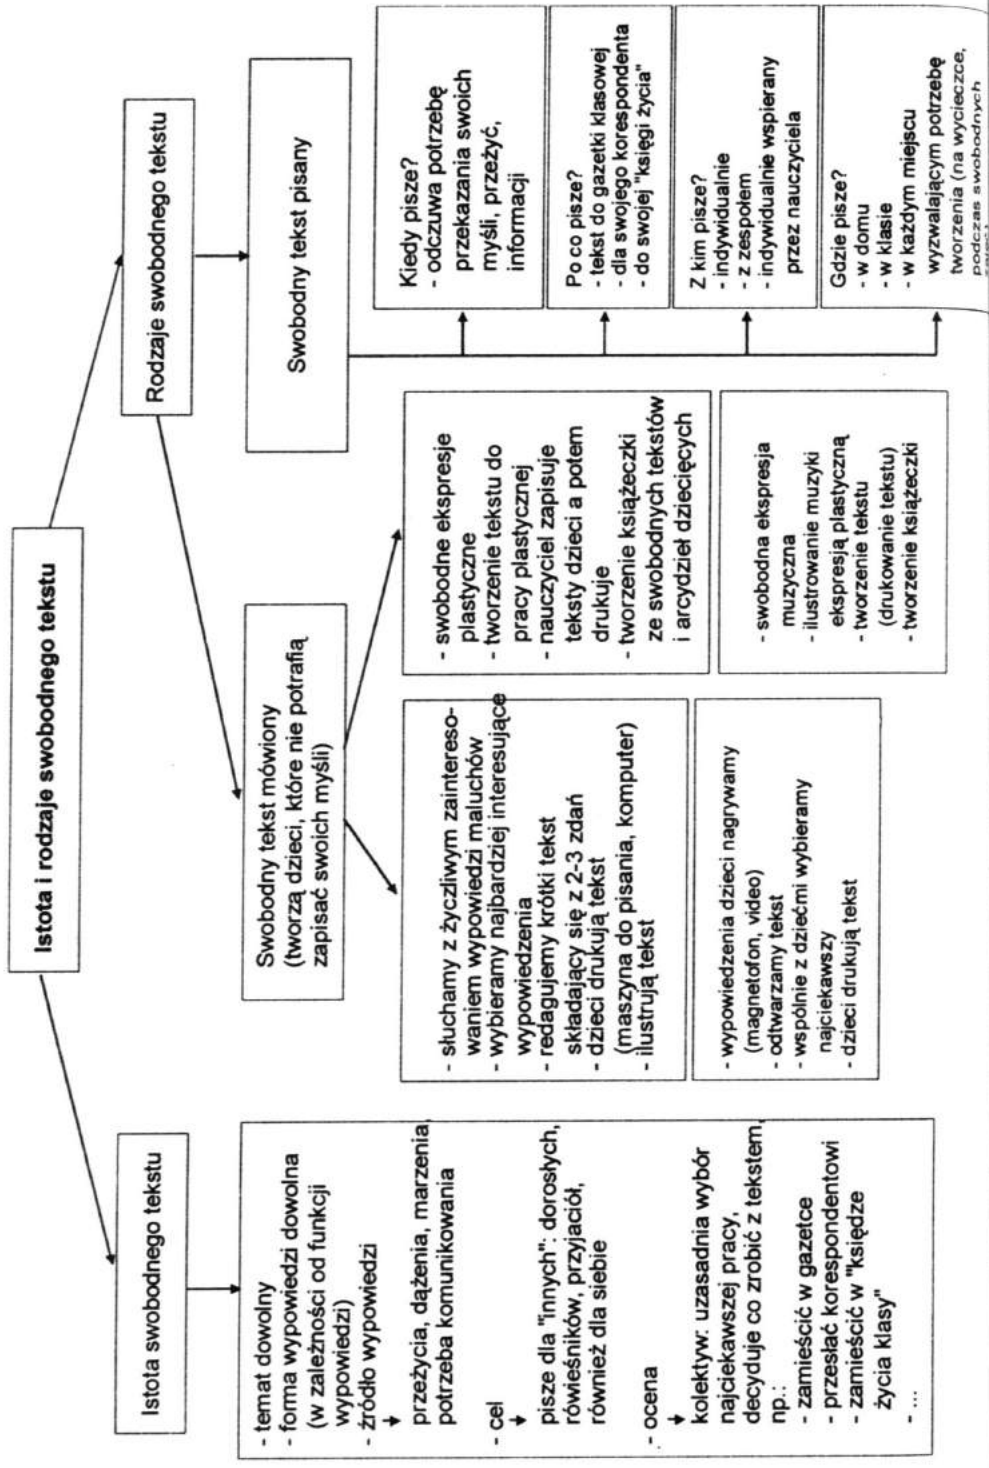 Istota i rodzaje swobodnego tekstu
Istota swobodnego tekstu
- temat dowolny
- forma wypowiedzi dowolna
(w zależności od funkcji
wypowiedzi)
- źródło wypowiedzi
przeżycia, dążenia, marzenia,
potrzeba komunikowania
- cel
pisze dla "innych": dorosłych,
rówieśników, przyjaciół,
również dla siebie
- ocena
kolektyw: uzasadnia wybór
najciekawszej pracy,
decyduje co zrobić z tekstem,
np.:
- zamieścić w gazetce
- przesłać korespondentowi
- zamieścić w "księdze
życia klasy"
- ...
Rodzaje swobodnego tekstu
Swobodny tekst mówiony
(tworzą dzieci, które nie potrafią
zapisać swoich myśli)
- słuchamy z życzliwym zaintereso-
waniem wypowiedzi maluchów
- wybieramy najbardziej interesujące
wypowiedzenia
- redagujemy krótki tekst
składający się z 2-3 zdań
- dzieci drukują tekst
(maszyna do pisania, komputer)
- ilustrują tekst
- wypowiedzenia dzieci nagrywamy
(magnetofon, video)
- odtwarzamy tekst
- wspólnie z dziećmi wybieramy
najciekawszy
- dzieci drukują tekst
- swobodne ekspresje
plastyczne
- tworzenie tekstu do
pracy plastycznej
- nauczyciel zapisuje
teksty dzieci a potem
drukuje
- tworzenie książeczki
ze swobodnych tekstów
i arcydzieł dziecięcych
- swobodna ekspresja
muzyczna
- ilustrowanie muzyki
ekspresją plastyczną
- tworzenie tekstu
(drukowanie tekstu)
- tworzenie książeczki
Swobodny tekst pisany
Kiedy pisze?
- odczuwa potrzebę
przekazania swoich
myśli, przeżyć,
informacji
Po co pisze?
- tekst do gazetki klasowej
- dla swojego korespondenta
- do swojej "księgi życia"
Z kim pisze?
- indywidualnie
- z zespołem
- indywidualnie wspierany
przez nauczyciela
Gdzie pisze?
- w domu
- w klasie
- w każdym miejscu
wyzwalającym potrzebę
tworzenia (na wycieczce,
podczas swobodnych